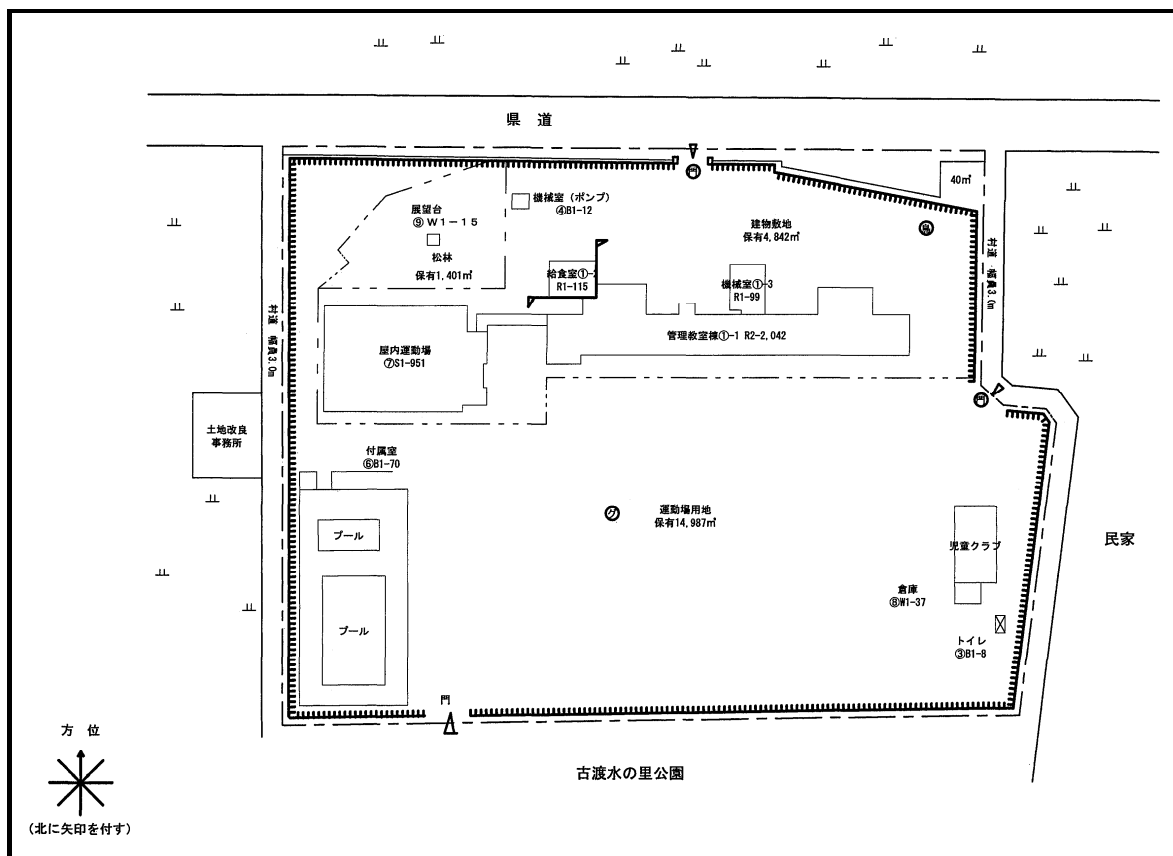 県 道
門
40㎡
機械室（ポンプ）
④B1-12
展望台
⑨ W１－１５
松林
保有1,401㎡
建物敷地
保有4,842㎡
給食室①-2
R1-115
機械室①-3
R1-99
村道 幅員3.0m
村道 幅員3.0m
管理教室棟①-1 R2-2,042
屋内運動場
⑦S1-951
門
土地改良
事務所
付属室
⑥B1-70
グ
運動場用地
保有14,987㎡
プール
児童クラブ
民家
倉庫
⑧W1-37
プール
トイレ
③B1-8
門
方 位
古渡水の里公園
(北に矢印を付す)